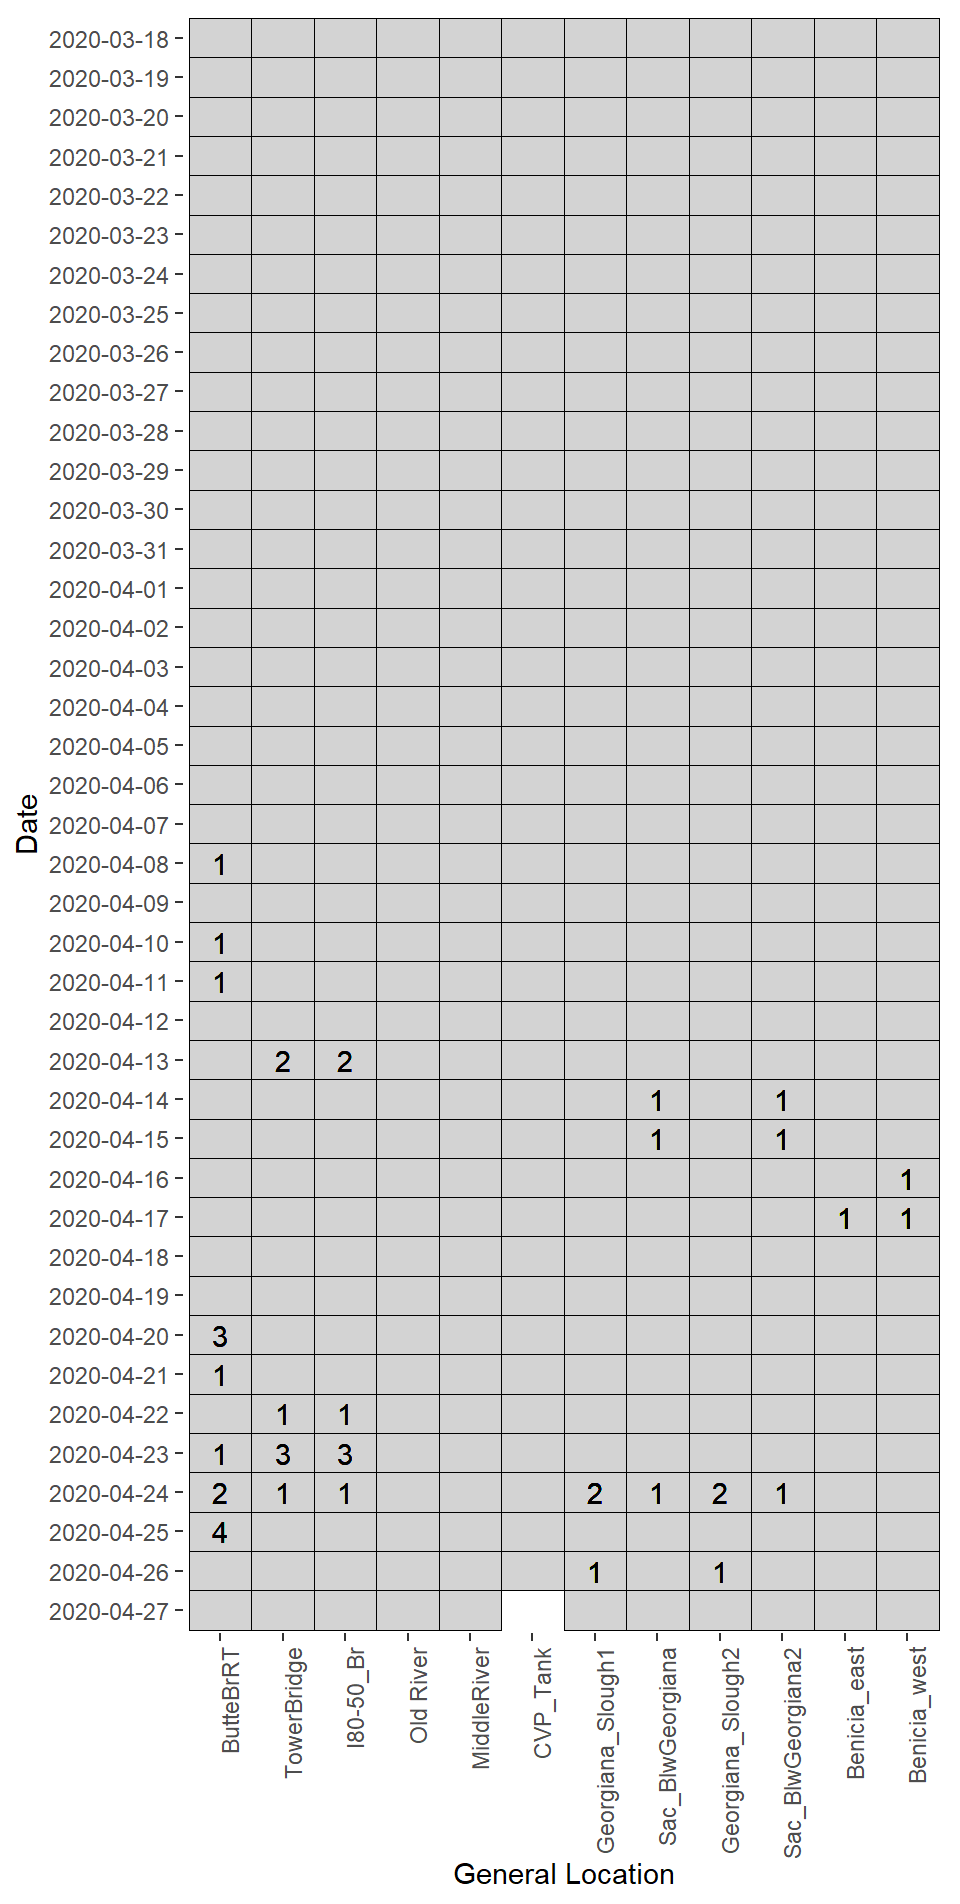 2020-03-18
2020-03-19
2020-03-20
2020-03-21
2020-03-22
2020-03-23
2020-03-24
2020-03-25
2020-03-26
2020-03-27
2020-03-28
2020-03-29
2020-03-30
2020-03-31
2020-04-01
2020-04-02
2020-04-03
2020-04-04
2020-04-05
2020-04-06
2020-04-07
Date
2020-04-08 1
2020-04-09
2020-04-10 1
2020-04-11 1
2020-04-12
2020-04-13 2 2
2020-04-14 1 1
2020-04-15 1 1
2020-04-16 1
2020-04-17 1 1
2020-04-18
2020-04-19
2020-04-20 3
2020-04-21 1
2020-04-22 1 1
2020-04-23 1 3 3
2020-04-24 2 1 1 2 1 2 1
2020-04-25 4
2020-04-26 1 1
2020-04-27
ButteBrRT
TowerBridge
I80-50_Br
Old River
MiddleRiver
CVP_Tank
Georgiana_Slough1
Sac_BlwGeorgiana
Georgiana_Slough2
Sac_BlwGeorgiana2
Benicia_east
Benicia_west
General Location